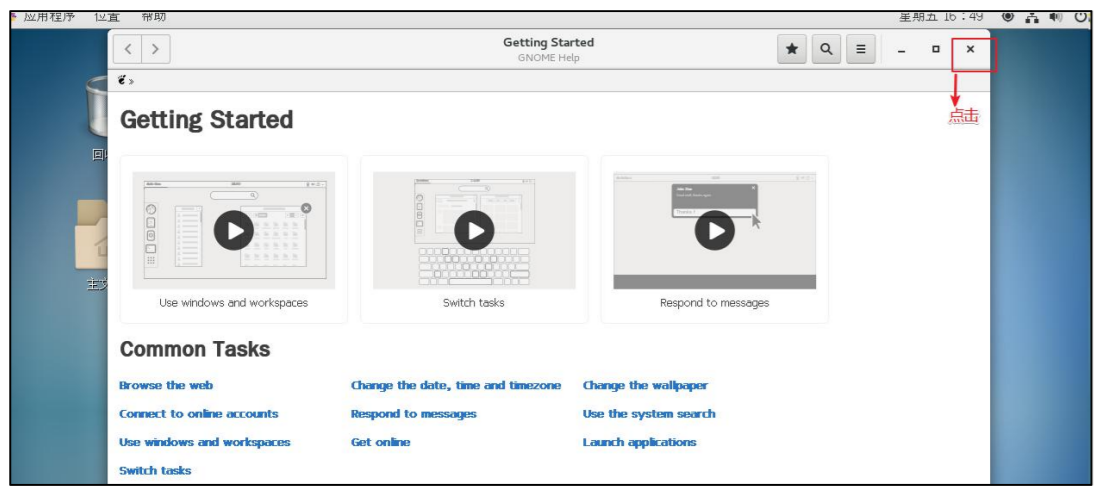 应用程序 位置 帮助 星期五 16:49
Getting Started
GNOME Help
点击
Getting Started
Use windows and workspaces Switch tasks Respond to messages
Common Tasks
Browse the web Change the date, time and timezone Change the wallpaper
Connect to online accounts Respond to messages Use the system search
Use windows and workspaces Get online Launch applications
Switch tasks